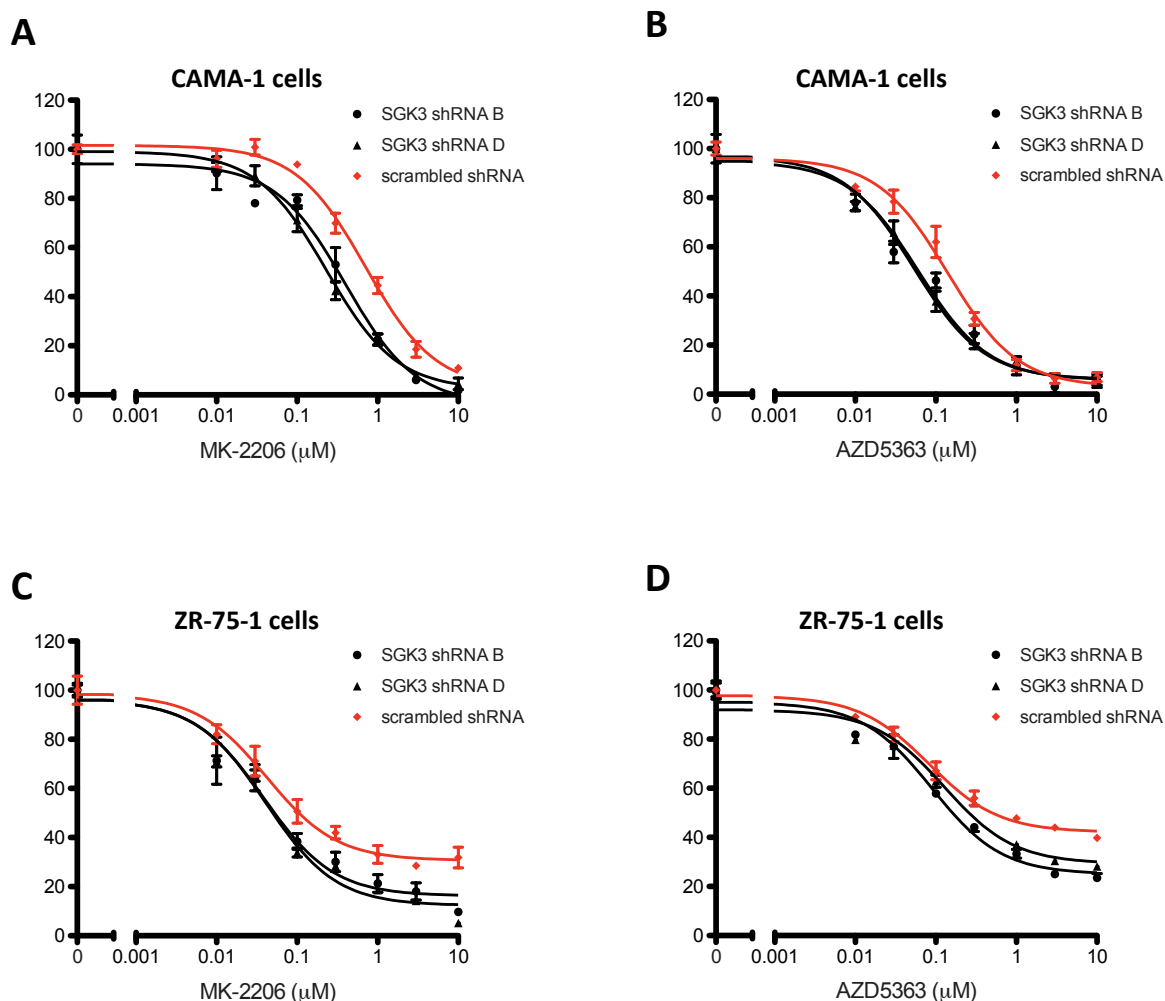 A
CAMA-1 cells
120
100
80
60
40
20
0
SGK3 shRNA B
SGK3 shRNA D
scrambled shRNA
0 0.001 0.01 0.1 1 10
MK-2206 (μM)
B
CAMA-1 cells
120
100
80
60
40
20
0
SGK3 shRNA B
SGK3 shRNA D
scrambled shRNA
0 0.001 0.01 0.1 1 10
AZD5363 (μM)
C
ZR-75-1 cells
120
100
80
60
40
20
0
SGK3 shRNA B
SGK3 shRNA D
scrambled shRNA
0 0.001 0.01 0.1 1 10
MK-2206 (μM)
D
ZR-75-1 cells
120
100
80
60
40
20
0
SGK3 shRNA B
SGK3 shRNA D
scrambled shRNA
0 0.001 0.01 0.1 1 10
AZD5363 (μM)